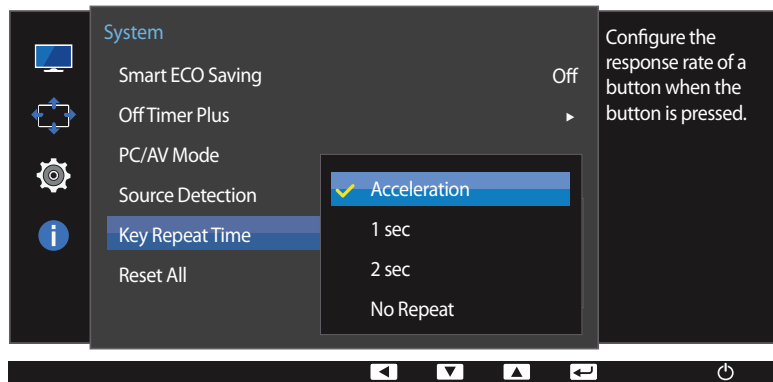 System
Smart ECO Saving Off
Off Timer Plus
PC/AV Mode
Source Detection
Key Repeat Time
Reset All
Acceleration
1 sec
2 sec
No Repeat
Configure the
response rate of a
button when the
button is pressed.